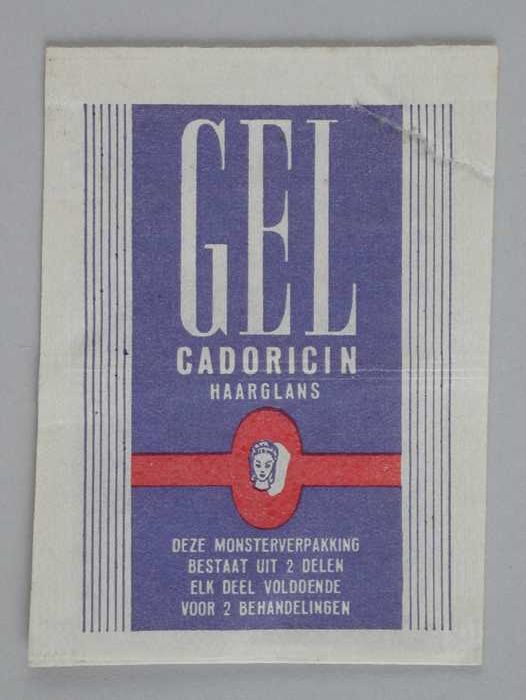 GEL
CADORICIN
HAARGLANS
DEZE MONSTERVERPAKKING
BESTAAT UIT 2 DELEN
ELK DEEL VOLDOENDE
VOOR 2 BEHANDELINGEN